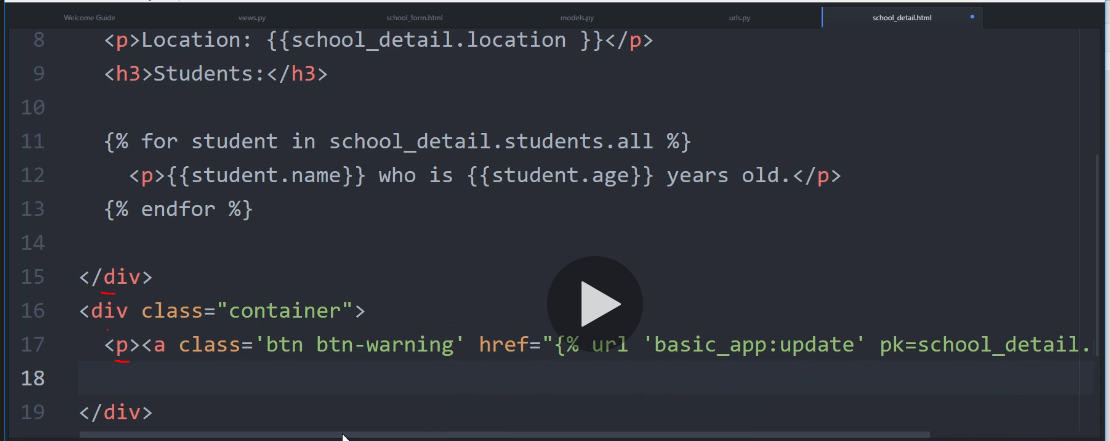 Welcome Guide views.py school_form.html models.py urls.py school_detail.html
8 <p>Location: {{school_detail.location }}</p>
9 <h3>Students:</h3>
10
11 {% for student in school_detail.students.all %}
12 <p>{{student.name}} who is {{student.age}} years old.</p>
13 {% endfor %}
14
15 </div>
16 <div class="container">
17 <p><a class='btn btn-warning' href="{% url 'basic_app:update' pk=school_detail.
18
19 </div>